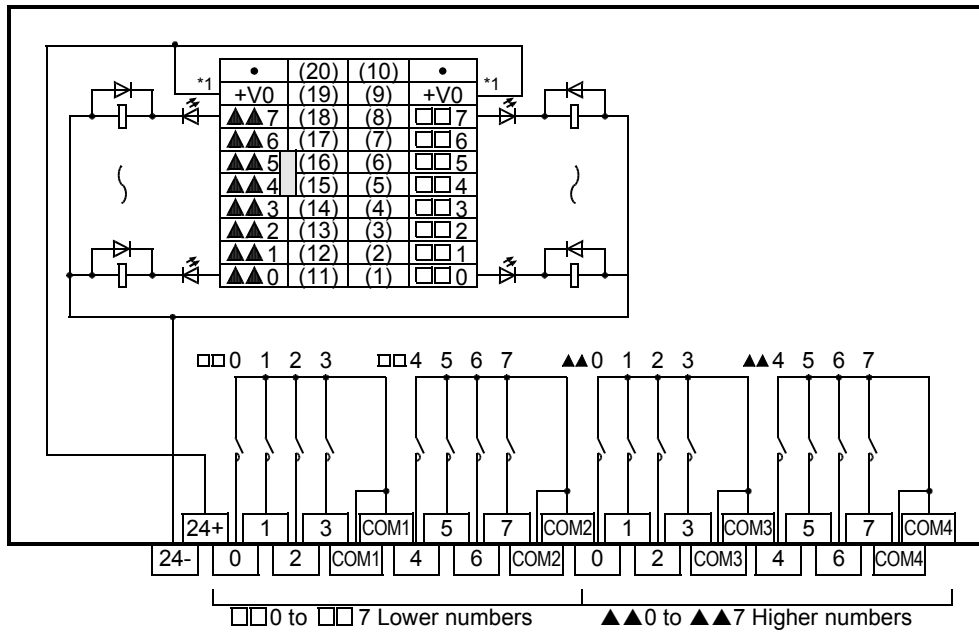 • (20) (10) •
*1 +V0 (19) (9) +V0 *1
▲▲7 (18) (8) □□7
▲▲6 (17) (7) □□6
▲▲5 (16) (6) □□5
▲▲4 (15) (5) □□4
▲▲3 (14) (4) □□3
▲▲2 (13) (3) □□2
▲▲1 (12) (2) □□1
▲▲0 (11) (1) □□0
□□0 1 2 3 □□4 5 6 7 ▲▲0 1 2 3 ▲▲4 5 6 7
24+ 1 3 COM1 5 7 COM2 1 3 COM3 5 7 COM4
24- 0 2 COM1 4 6 COM2 0 2 COM3 4 6 COM4
□□0 to □□7 Lower numbers ▲▲0 to ▲▲7 Higher numbers